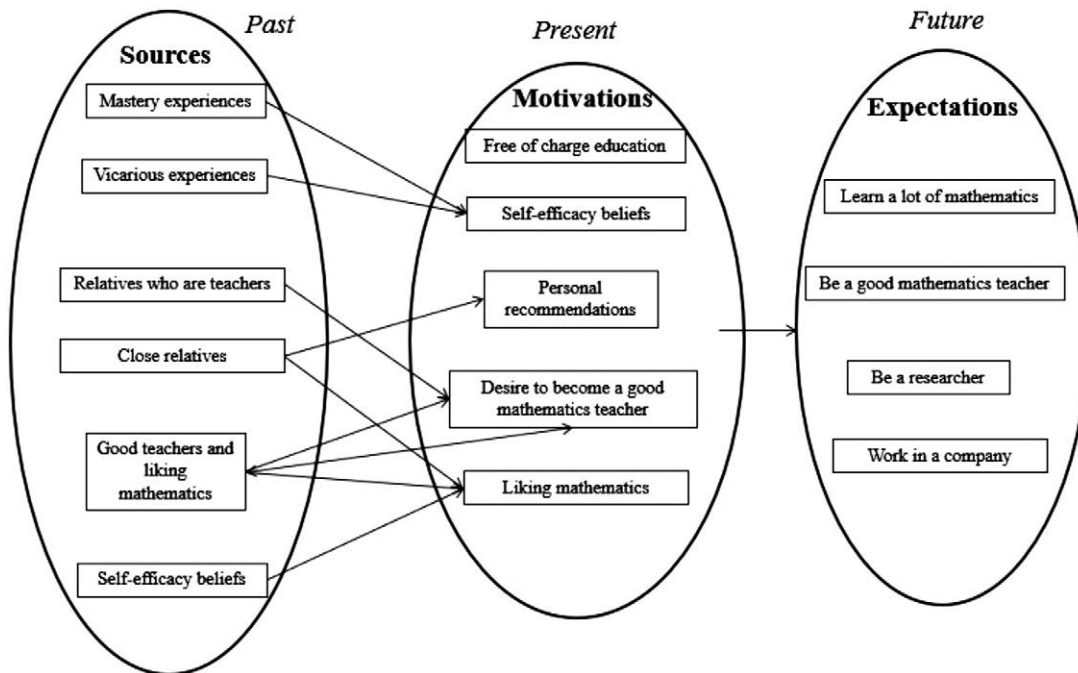 Past
Sources
Mastery experiences
Vicarious experiences
Relatives who are teachers
Close relatives
Good teachers and
liking
mathematics
Self-efficacy beliefs
Present
Motivations
Free of charge education
Self-efficacy beliefs
Personal
recommendations
Desire to become a good
mathematics teacher
Liking mathematics
Future
Expectations
Learn a lot of mathematics
Be a good mathematics teacher
Be a researcher
Work in a company